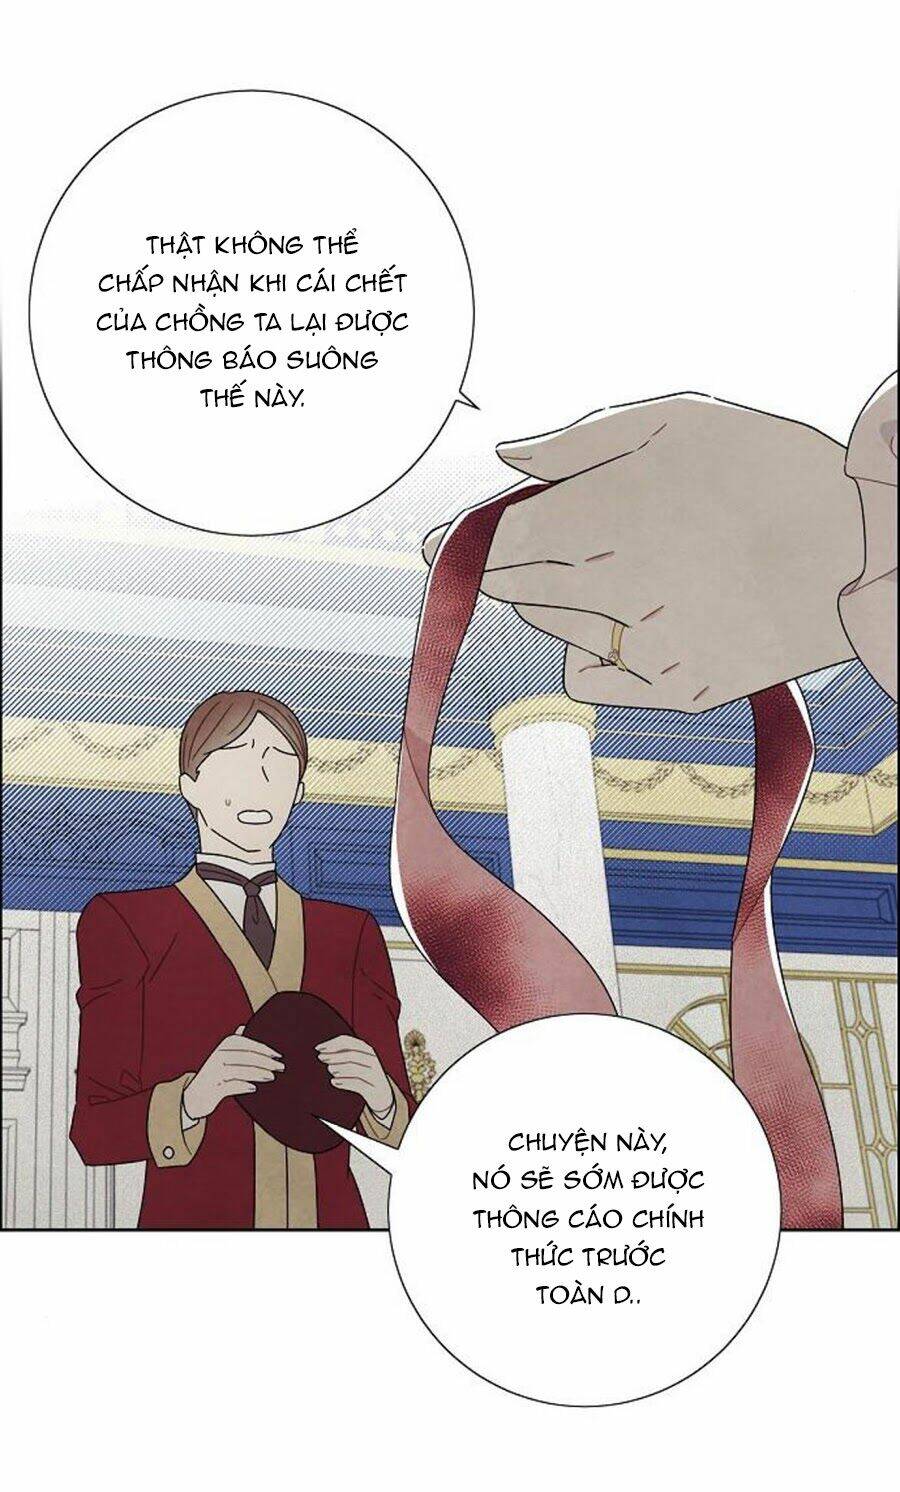 THẬT KHÔNG THỂ
CHẤP NHẬN KHI CÁI CHẾT
CỦA CHỒNG TA LẠI ĐƯỢC
THÔNG BÁO SUÔNG
THẾ NÀY.
CHUYỆN NÀY,
NÓ SẼ SỚM ĐƯỢC
THÔNG CÁO CHÍNH
THỨC TRƯỚC
TOÀN D..